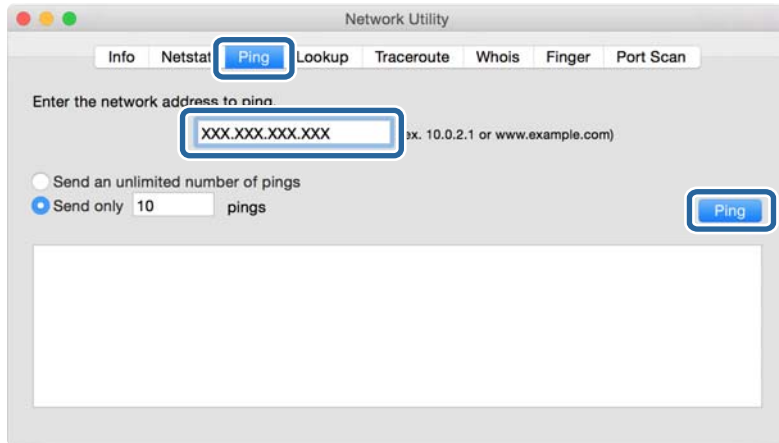 Network Utility
Info Netstat Ping Lookup Traceroute Whois Finger Port Scan
Enter the network address to ping.
XXX.XXX.XXX.XXX ex. 10.0.2.1 or www.example.com)
Send an unlimited number of pings
Send only 10 pings
Ping